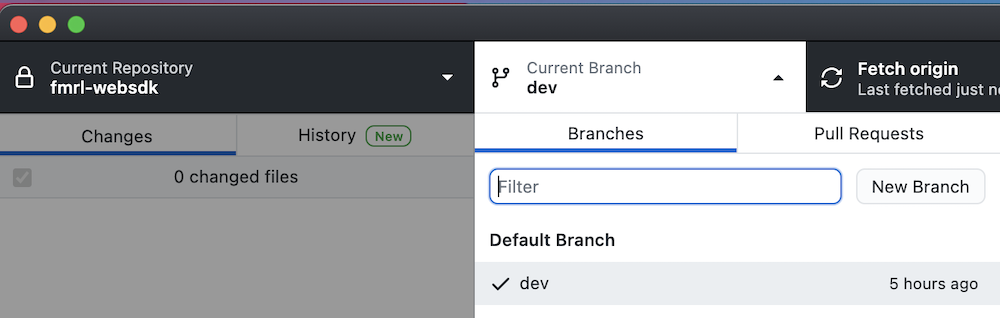 Current Repository
fmrl-websdk
Current Branch
dev
Fetch origin
Last fetched just
Changes
History New
Branches
Pull Requests
0 changed files
Filter
New Branch
Default Branch
dev
5 hours ago